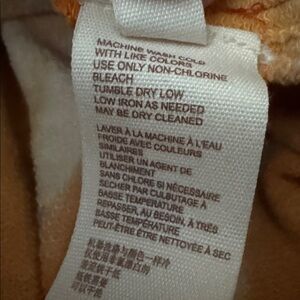 MACHINE WASH COLD
WITH LIKE COLORS
USE ONLY NON-CHLORINE
BLEACH
TUMBLE DRY LOW
LOW IRON AS NEEDED
MAY BE DRY CLEANED
LAVER À LA MACHINE À L'EAU
FROIDE AVEC COULEURS
SIMILAIRES
UTILISER UN AGENT DE
BLANCHIMENT
SANS CHLORE SI NÉCESSAIRE
SÉCHER PAR CULBUTAGE À
BASSE TEMPÉRATURE
REPASSER, AU BESOIN, À TRÈS
BASSE TEMPÉRATURE
PEUT-ÊTRE ÊTRE NETTOYÉE À SEC